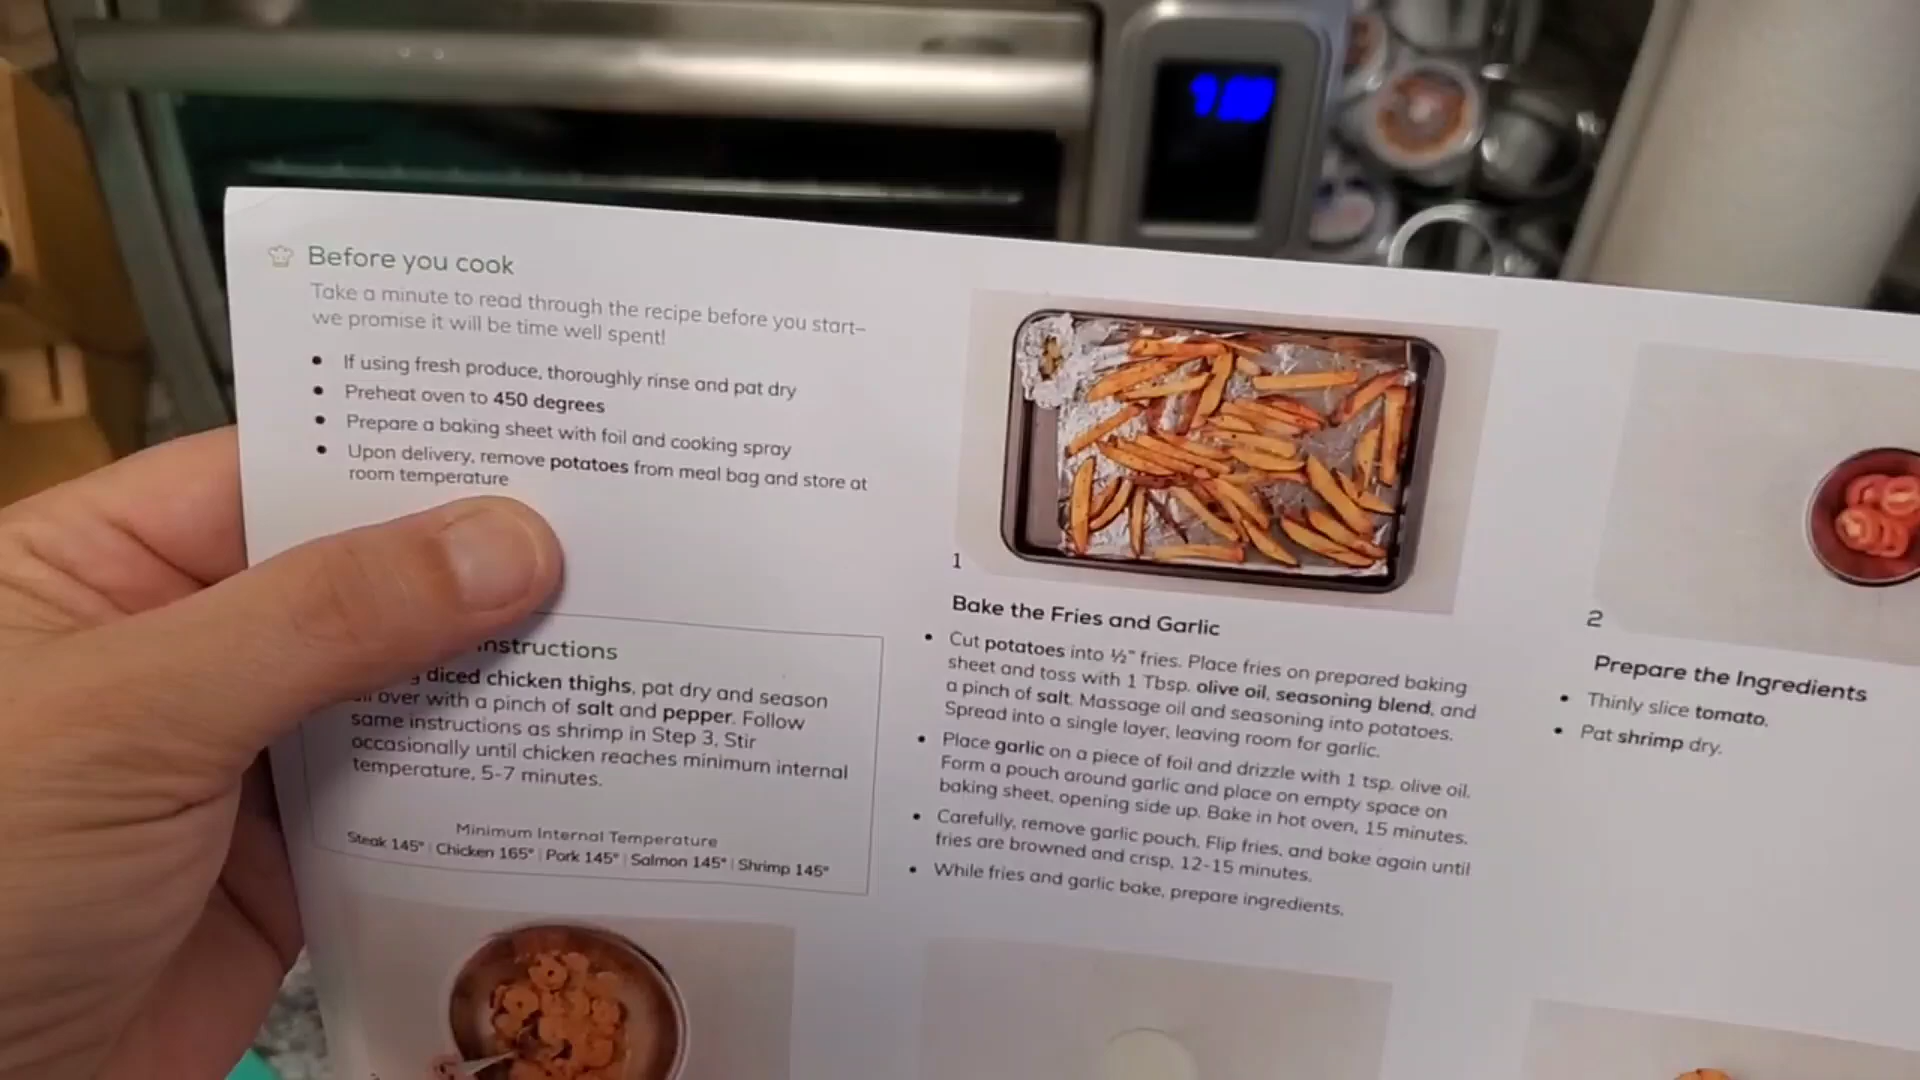 Before you cook
Take a minute to read through the recipe before you start–
we promise it will be time well spent!
• If using fresh produce, thoroughly rinse and pat dry
• Preheat oven to 450 degrees
• Prepare a baking sheet with foil and cooking spray
• Upon delivery, remove potatoes from meal bag and store at
room temperature
nstructions
diced chicken thighs, pat dry and season
over with a pinch of salt and pepper. Follow
same instructions as shrimp in Step 3, Stir
occasionally until chicken reaches minimum internal
temperature, 5-7 minutes.
Minimum Internal Temperature
Steak 145° | Chicken 165° | Pork 145° | Salmon 145° | Shrimp 145°
1
Bake the Fries and Garlic
• Cut potatoes into ½" fries. Place fries on prepared baking
sheet and toss with 1 Tbsp. olive oil, seasoning blend, and
a pinch of salt. Massage oil and seasoning into potatoes.
Spread into a single layer, leaving room for garlic.
• Place garlic on a piece of foil and drizzle with 1 tsp. olive oil.
Form a pouch around garlic and place on empty space on
baking sheet, opening side up. Bake in hot oven, 15 minutes.
• Carefully, remove garlic pouch. Flip fries, and bake again until
fries are browned and crisp, 12-15 minutes.
• While fries and garlic bake, prepare ingredients.
2
Prepare the Ingredients
• Thinly slice tomato.
• Pat shrimp dry.